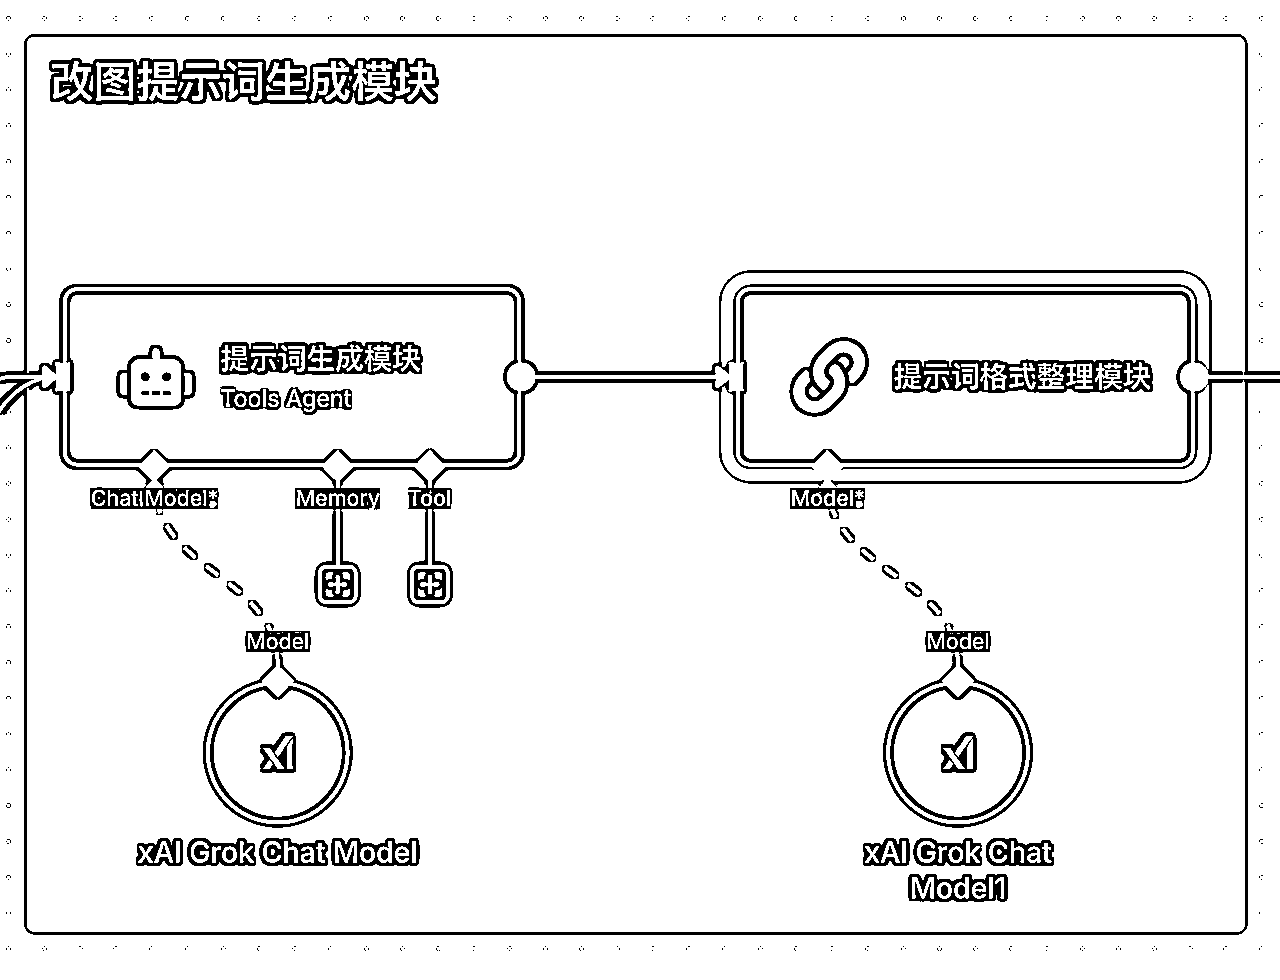 改图提示词生成模块
提示词生成模块
Tools Agent
提示词格式整理模块
Chat Model*
Memory
Tool
Model*
Model
Model
xAI Grok Chat Model
xAI Grok Chat
Model1